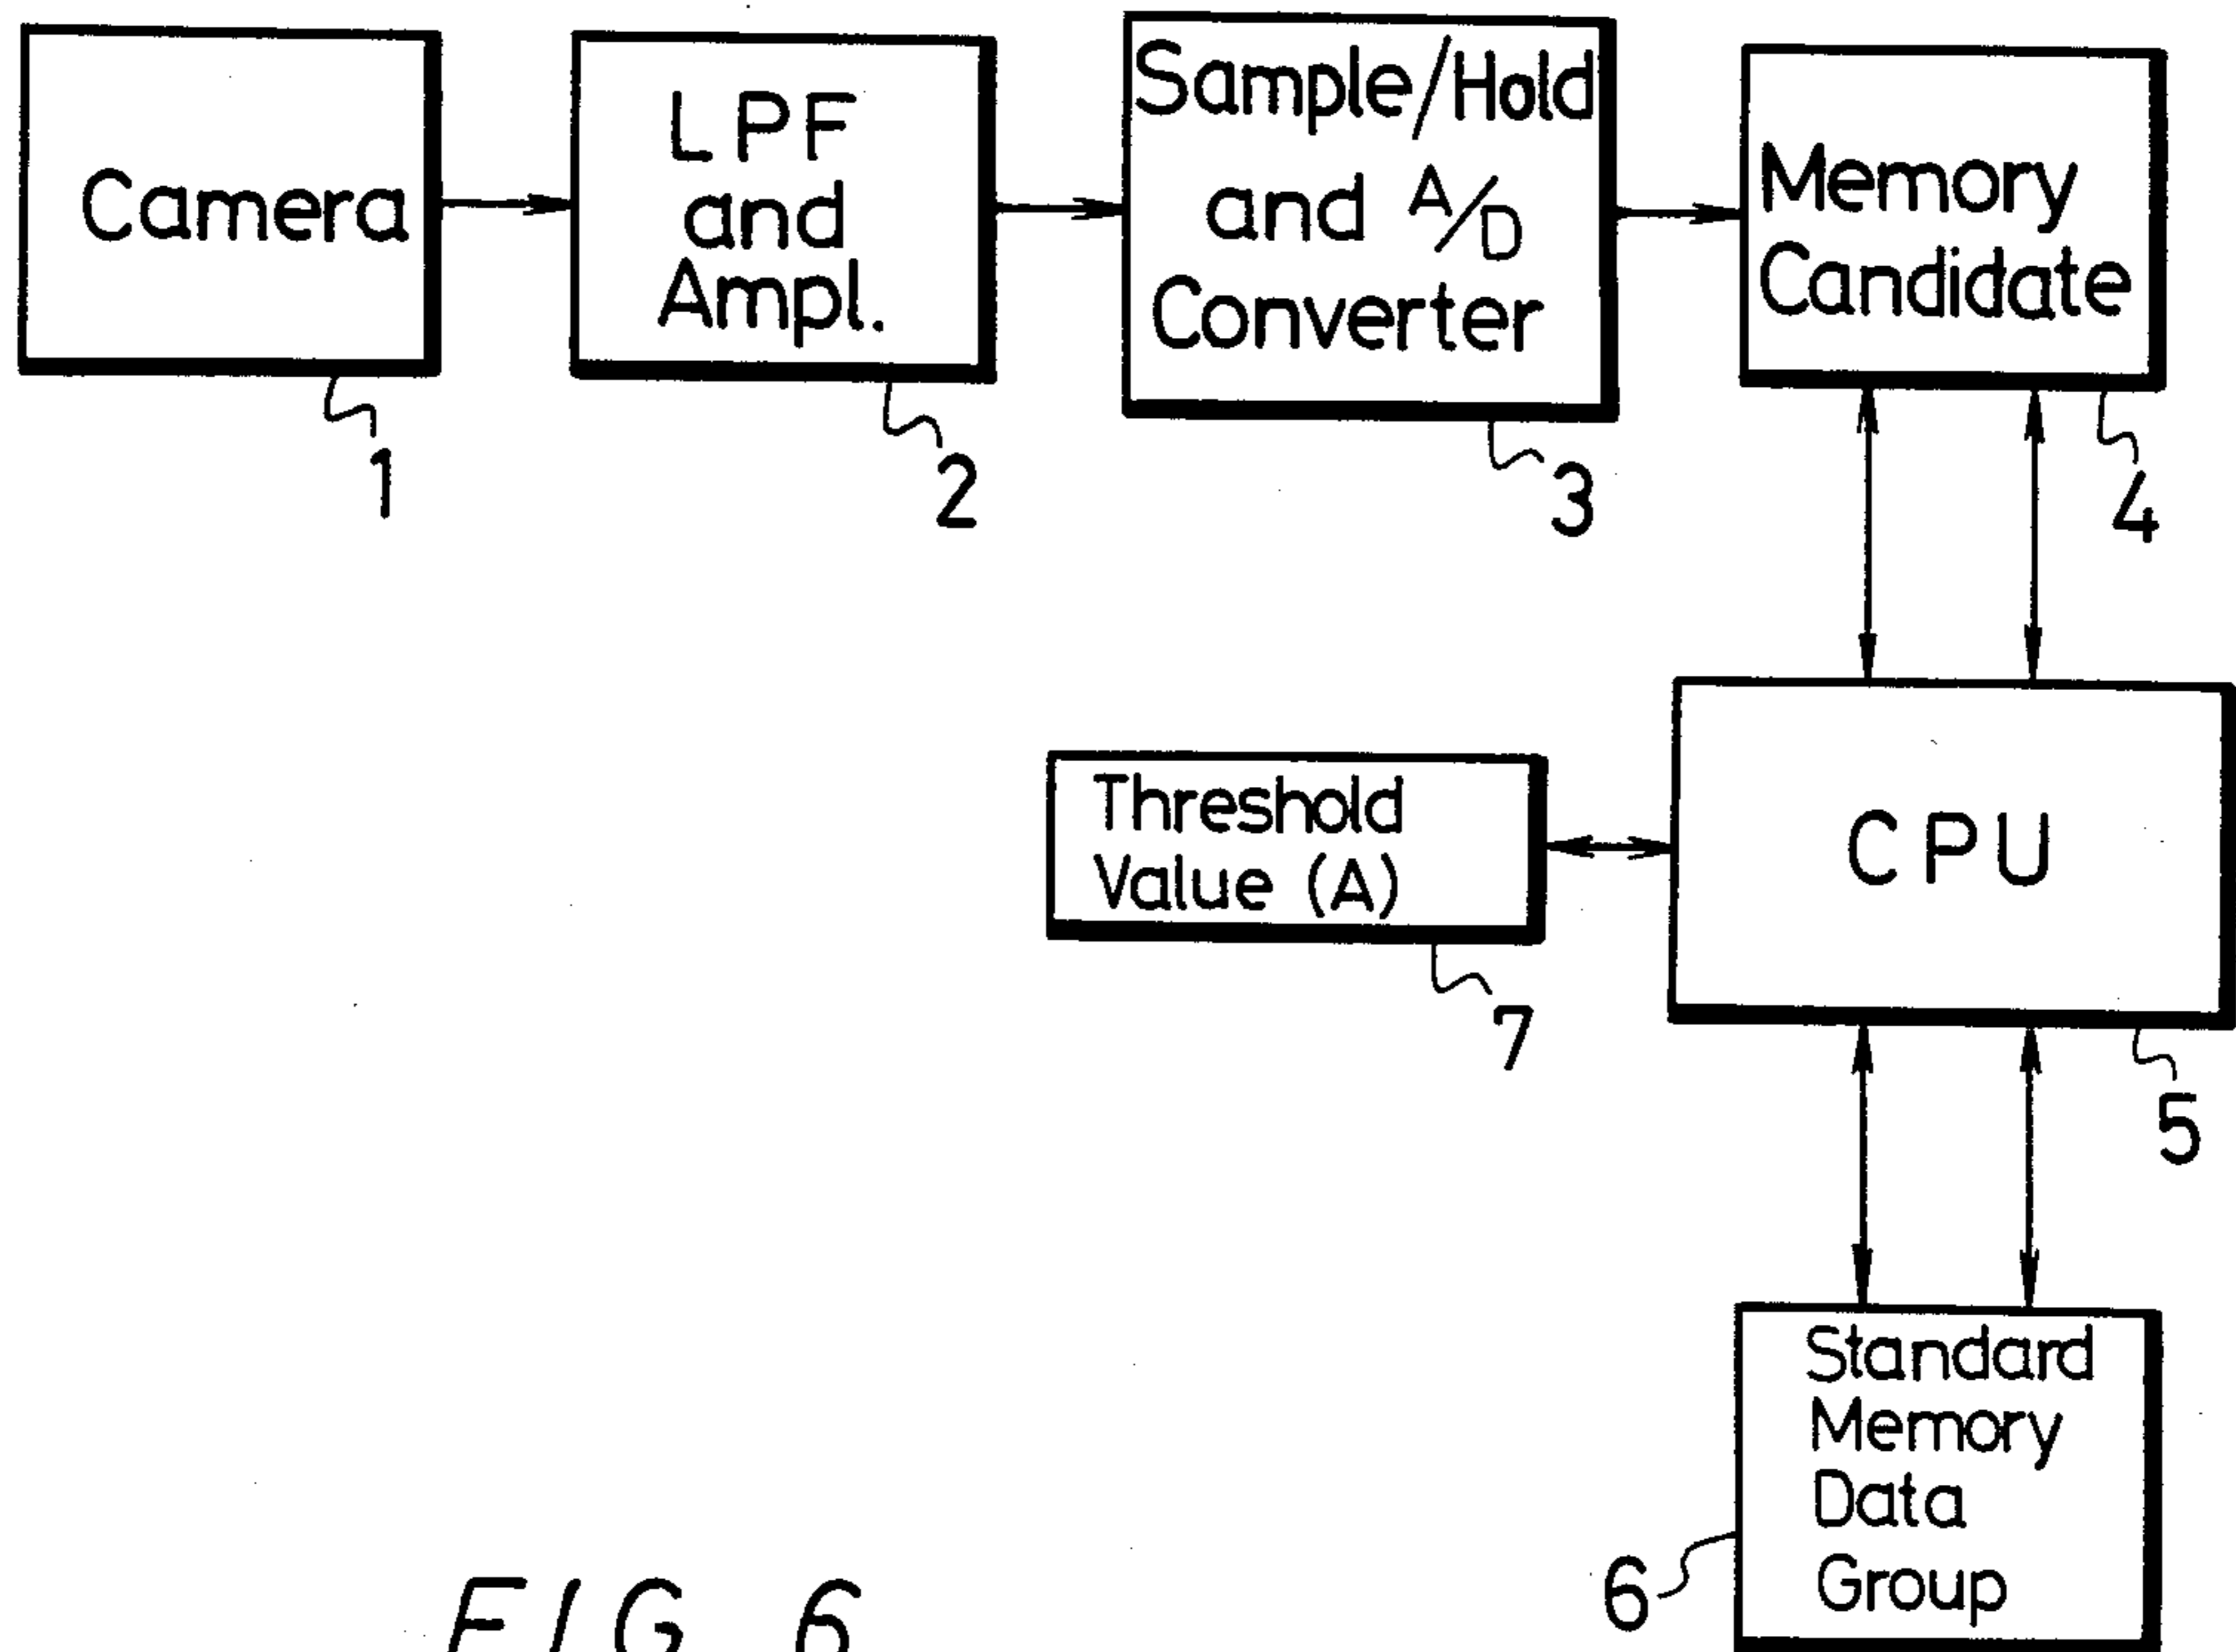 Camera
1
LPF
and
Ampl.
2
Sample/Hold
and A/D
Converter
3
Memory
Candidate
4
Threshold
Value (A)
7
CPU
5
Standard
Memory
Data
Group
6
FIG. 6